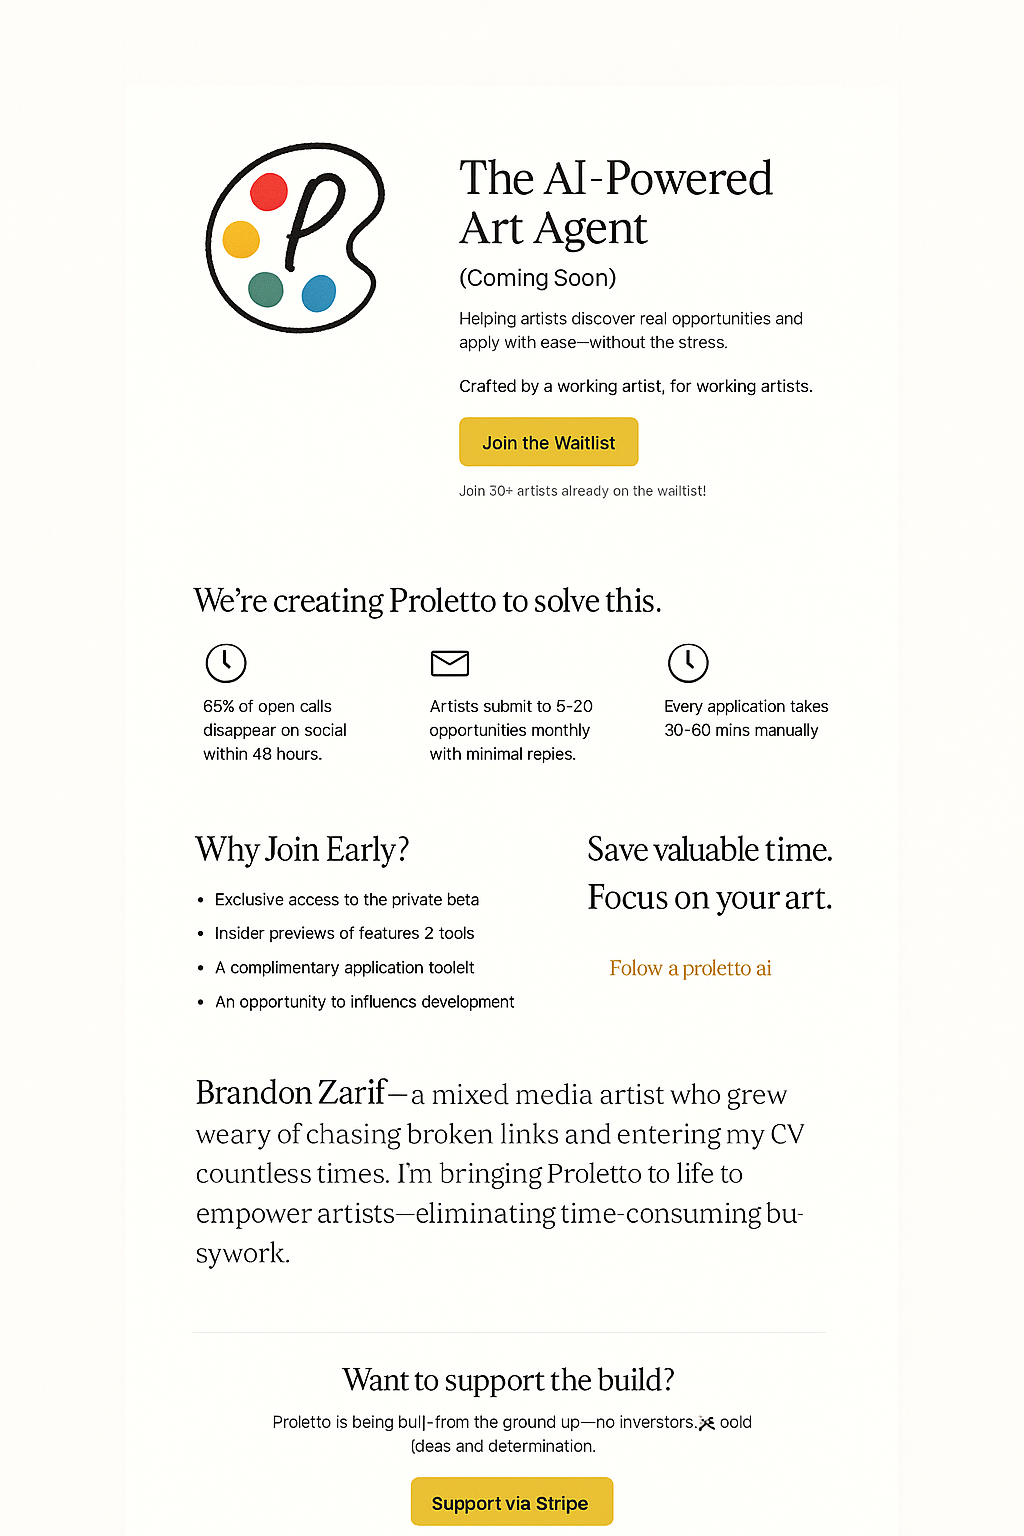 P
The AI-Powered
Art Agent
(Coming Soon)
Helping artists discover real opportunities and
apply with ease—without the stress.
Crafted by a working artist, for working artists.
Join the Waitlist
Join 30+ artists already on the wailtist!
We’re creating Proletto to solve this.
65% of open calls
disappear on social
within 48 hours.
Artists submit to 5-20
opportunities monthly
with minimal repies.
Every application takes
30-60 mins manually
Why Join Early?
• Exclusive access to the private beta
• Insider previews of features 2 tools
• A complimentary application toolelt
• An opportunity to influencs development
Save valuable time.
Focus on your art.
Folow a proletto ai
Brandon Zarif—a mixed media artist who grew
weary of chasing broken links and entering my CV
countless times. I’m bringing Proletto to life to
empower artists—eliminating time-consuming bu-
sywork.
Want to support the build?
Proletto is being bul|-from the ground up—no inverstors. oold
(deas and determination.
Support via Stripe